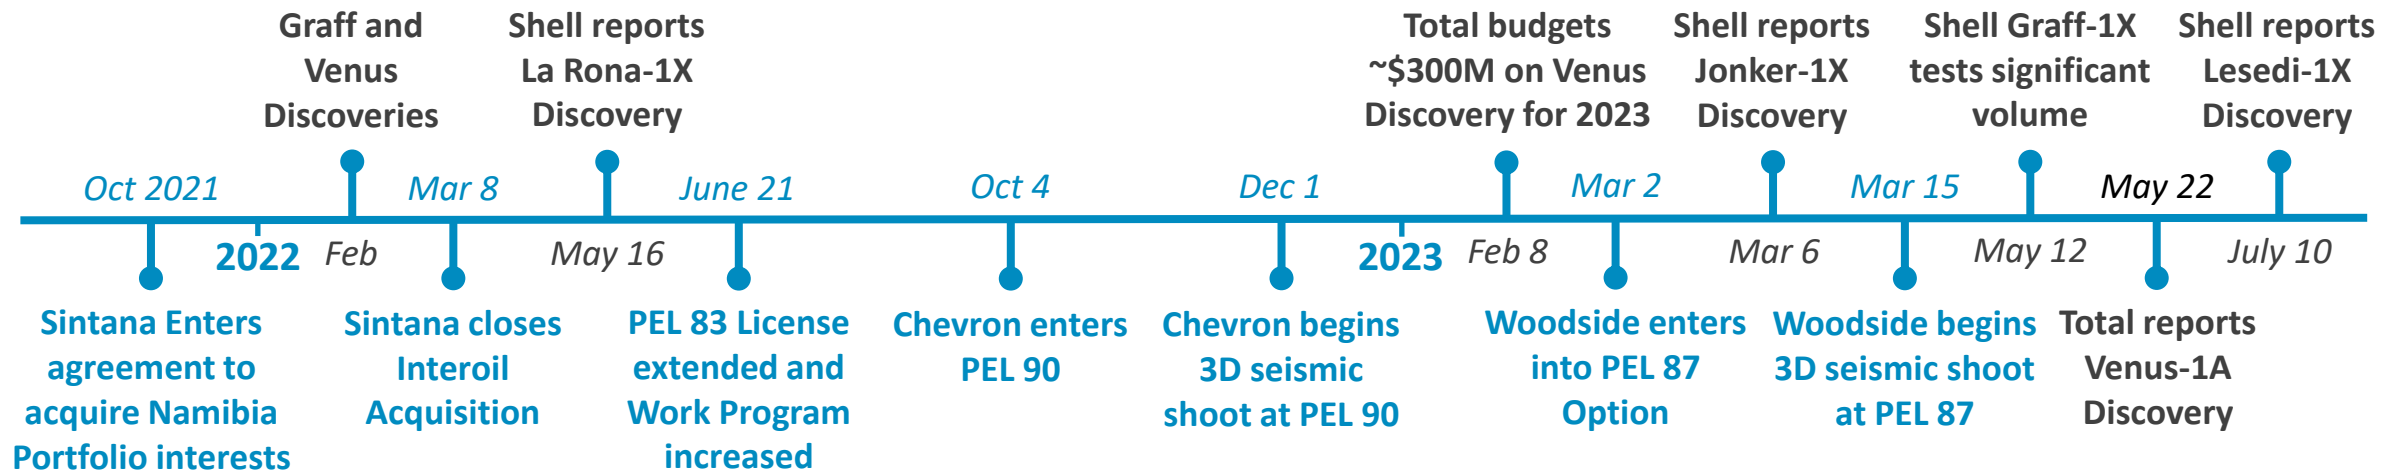 Graff and
Venus
Discoveries
Shell reports
La Rona-1X
Discovery
Total budgets
~$300M on Venus
Discovery for 2023
Shell reports
Jonker-1X
Discovery
Shell Graff-1X
tests significant
volume
Shell reports
Lesedi-1X
Discovery
Oct 2021
Mar 8
June 21
Oct 4
Dec 1
Mar 2
Mar 15
May 22
2022
Feb
May 16
2023
Feb 8
Mar 6
May 12
July 10
Sintana Enters
agreement to
acquire Namibia
Portfolio interests
Sintana closes
Interoil
Acquisition
PEL 83 License
extended and
Work Program
increased
Chevron enters
PEL 90
Chevron begins
3D seismic
shoot at PEL 90
Woodside enters
into PEL 87
Option
Woodside begins
3D seismic shoot
at PEL 87
Total reports
Venus-1A
Discovery